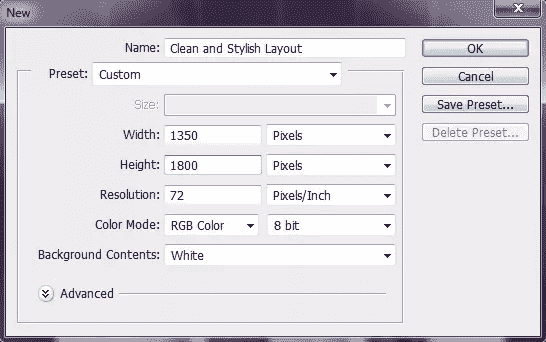 New
Name: Clean and Stylish Layout
OK
Preset: Custom
Cancel
Size:
Save Preset...
Width: 1350 Pixels
Delete Preset...
Height: 1800 Pixels
Resolution: 72 Pixels/Inch
Color Mode: RGB Color 8 bit
Background Contents: White
Advanced